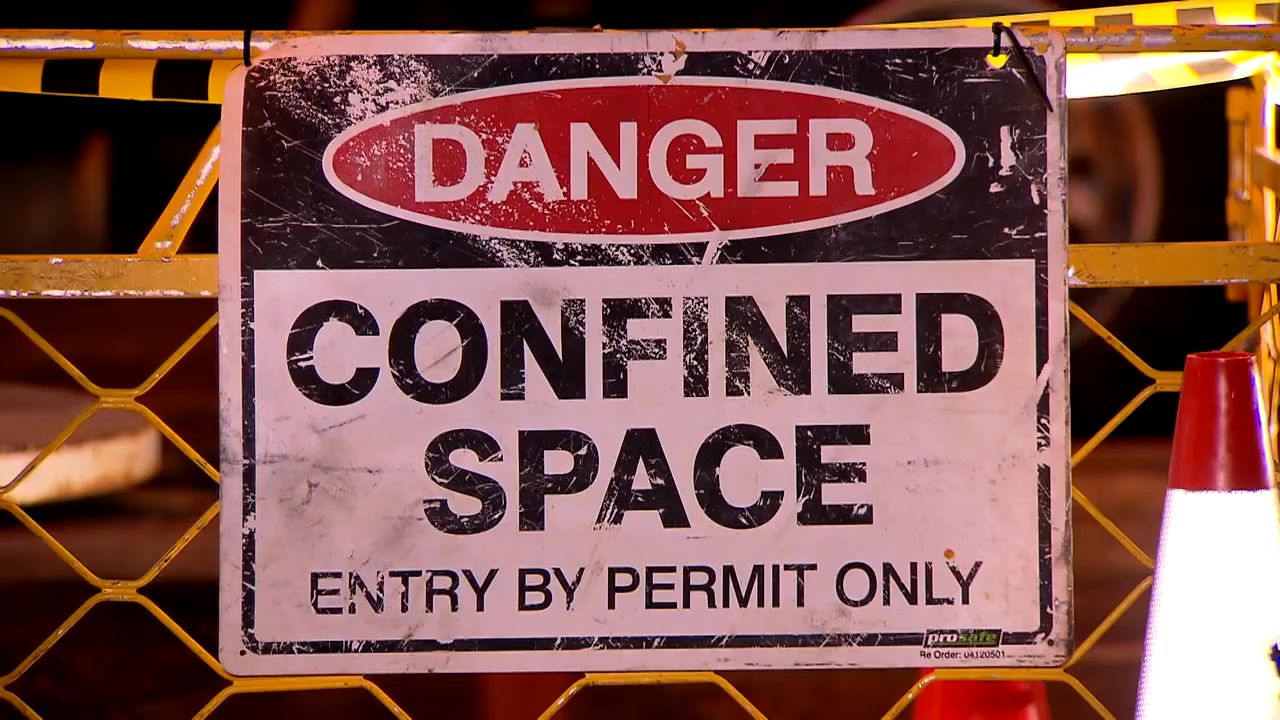 DANGER
CONFINED
SPACE
ENTRY BY PERMIT ONLY
prosafe
Re Order: 04120501